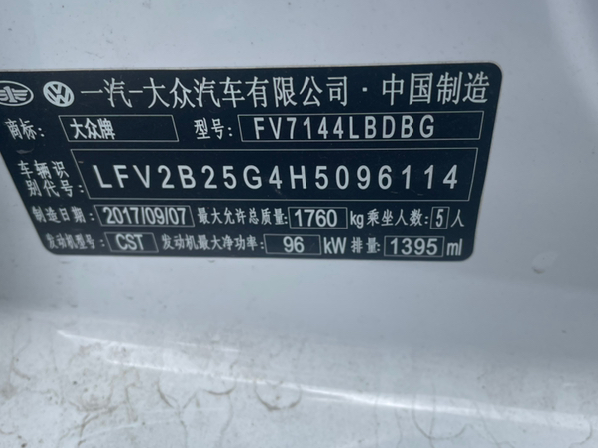 一汽-大众汽车有限公司·中国制造
商标: 大众牌 型号: FV7144LBDBG
车辆识别代号: LFV2B25G4H5096114
制造日期: 2017/09/07 最大允许总质量: 1760 kg 乘坐人数: 5 人
发动机型号: CST 发动机最大净功率: 96 kW 排量: 1395 ml